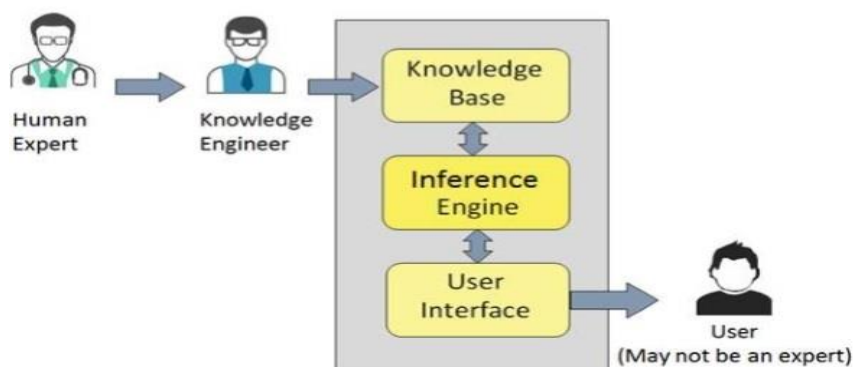 Human
Expert
Knowledge
Engineer
Knowledge
Base
Inference
Engine
User
Interface
User
(May not be an expert)